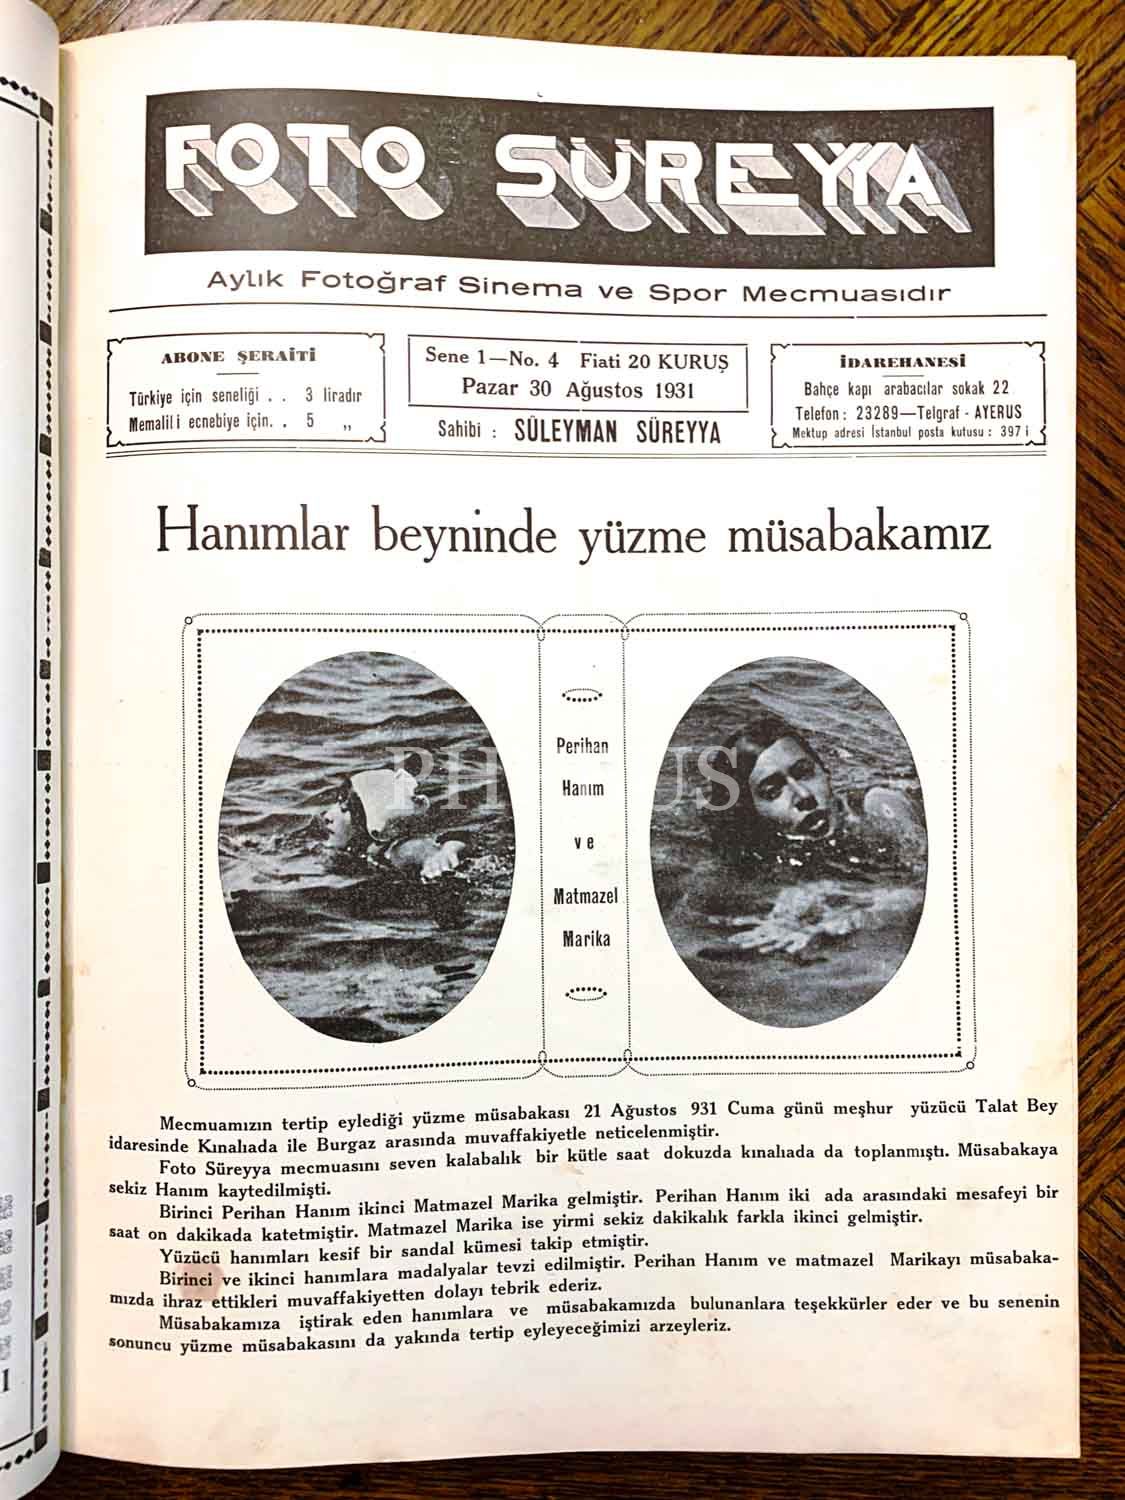 FOTO SÜREYYA
Aylık Fotoğraf Sinema ve Spor Mecmuasıdır
ABONE ŞERAİTİ
Türkiye için seneliği . . 3 liradır
Memalili ecnebiye için. . 5 „
Sene 1—No. 4 Fiati 20 KURUŞ
Pazar 30 Ağustos 1931
Sahibi : SÜLEYMAN SÜREYYA
İDAREHANESİ
Bahçe kapı arabacılar sokak 22
Telefon: 23289—Telgraf - AYERUS
Mektup adresi İstanbul posta kutusu : 397 i
Hanımlar beyninde yüzme müsabakamız
Perihan
Hanım
ve
Matmazel
Marika
Mecmuamızın tertip eylediği yüzme müsabakası 21 Ağustos 931 Cuma günü meşhur yüzücü Talat Bey
idaresinde Kınalıada ile Burgaz arasında muvaffakiyetle neticelenmiştir.
Foto Süreyya mecmuasını seven kalabalık bir kütle saat dokuzda kınalıada da toplanmıştı. Müsabakaya
sekiz Hanım kaytedilmişti.
Birinci Perihan Hanım ikinci Matmazel Marika gelmiştir. Perihan Hanım iki ada arasındaki mesafeyi bir
saat on dakikada katetmiştir. Matmazel Marika ise yirmi sekiz dakikalık farkla ikinci gelmiştir.
Yüzücü hanımları kesif bir sandal kümesi takip etmiştir.
Birinci ve ikinci hanımlara madalyalar tevzi edilmiştir. Perihan Hanım ve matmazel Marikayı müsabaka-
mızda ihraz ettikleri muvaffakiyetten dolayı tebrik ederiz.
Müsabakamıza iştirak eden hanımlara ve müsabakamızda bulunanlara teşekkürler eder ve bu senenin
sonuncu yüzme müsabakasını da yakında tertip eyleyeceğimizi arzeyleriz.
1